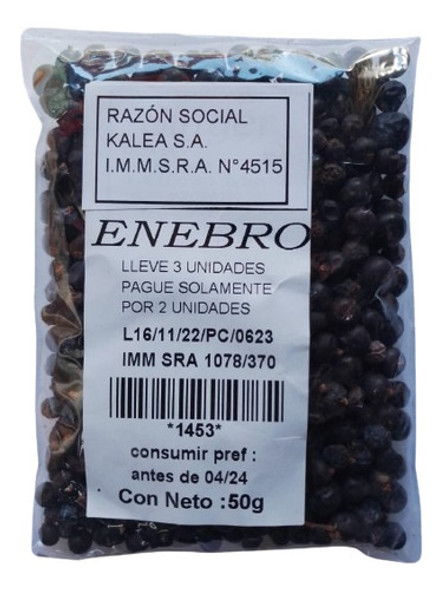 RAZÓN SOCIAL
KALEA S.A.
I.M.M.S.R.A. N°4515
ENEBRO
LLEVE 3 UNIDADES
PAGUE SOLAMENTE
POR 2 UNIDADES
L16/11/22/PC/0623
IMM SRA 1078/370
*1453*
consumir pref :
antes de 04/24
Con Neto :50g